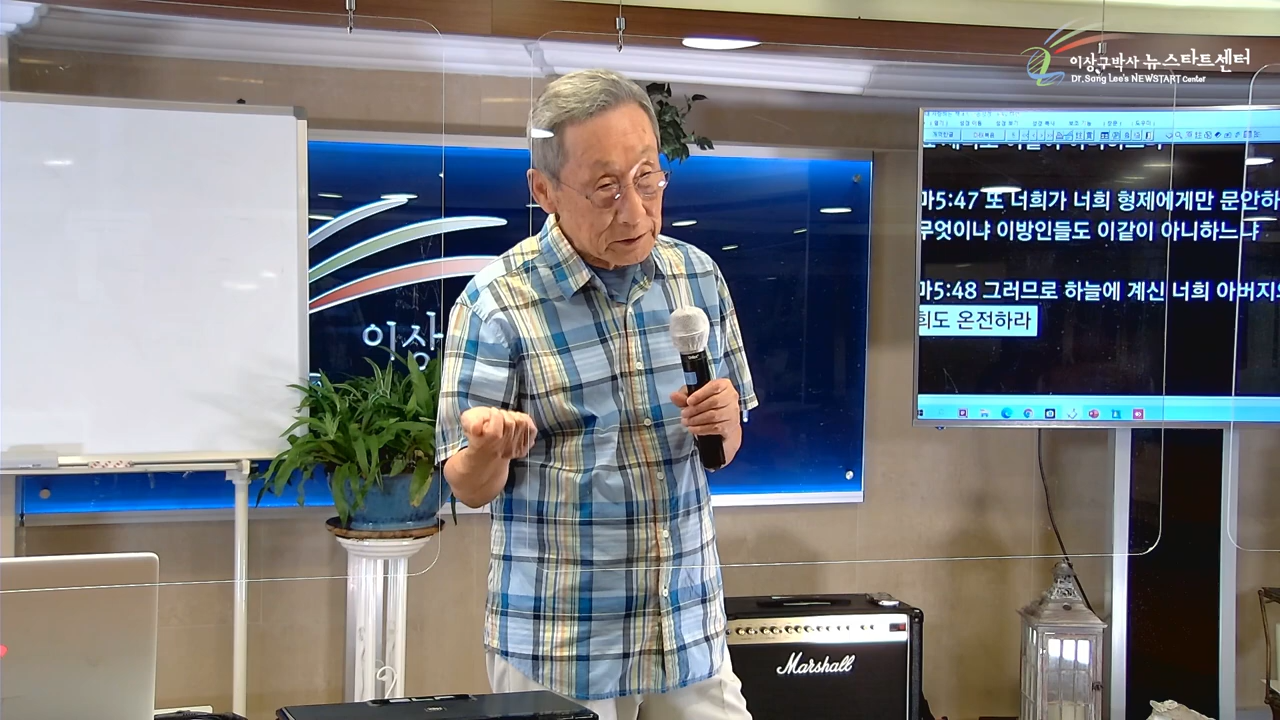 이상구박사 뉴스타트센터
Dr. Sang Lee's NEWSTART Center
마5:47 또 너희가 너희 형제에게만 문안하
무엇이냐 이방인들도 이같이 아니하느냐
마5:48 그러므로 하늘에 계신 너희 아버지의
희도 온전하라
이상
Marshall